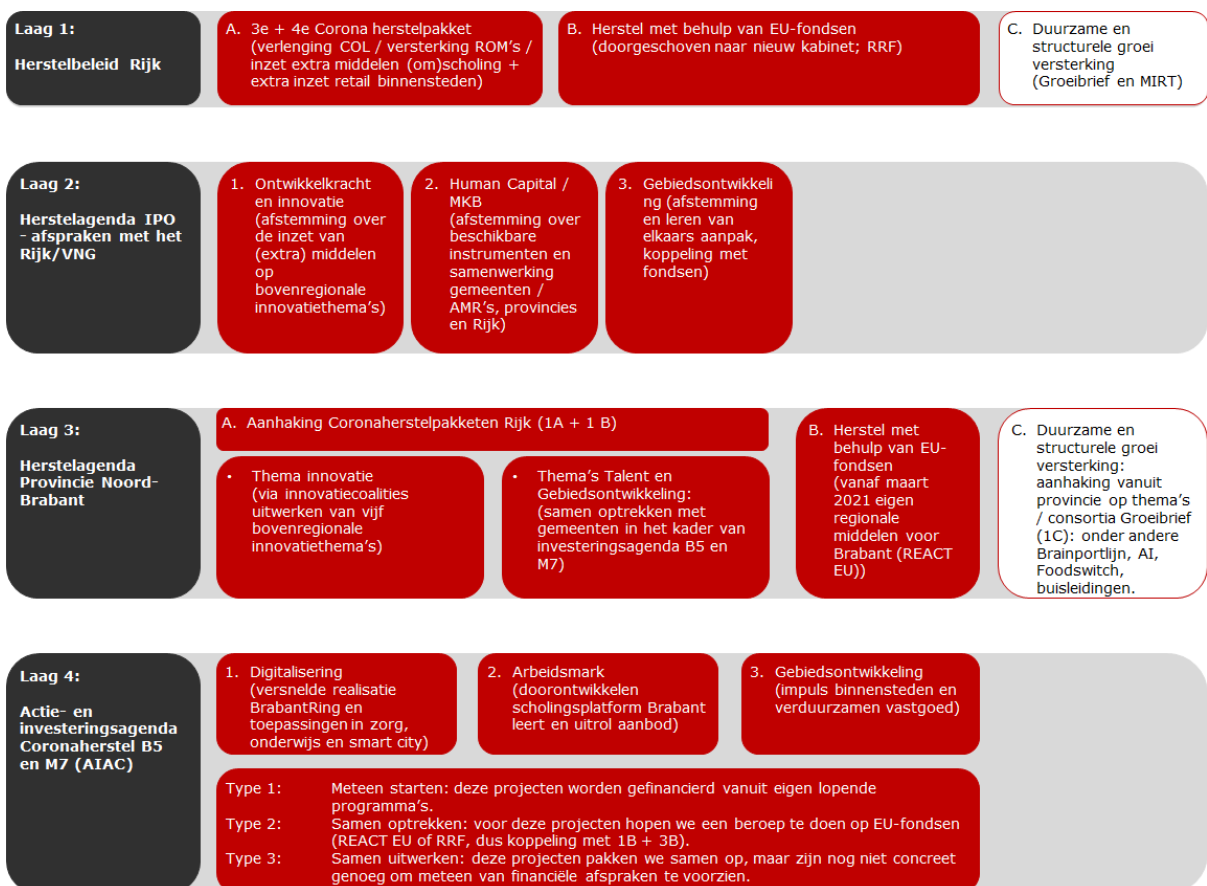 Laag 1:
Herstelbeleid Rijk
A. 3e + 4e Corona herstelpakket
(verlenging COL / versterking ROM's /
inzet extra middelen (om)scholing +
extra inzet retail binnensteden)
B. Herstel met behulp van EU-fondsen
(doorgeschoven naar nieuw kabinet; RRF)
C. Duurzame en
structurele groei
versterking
(Groeibrief en MIRT)
Laag 2:
Herstelagenda IPO
- afspraken met het
Rijk/VNG
1. Ontwikkelkracht
en innovatie
(afstemming over
de inzet van
(extra) middelen
op
bovenregionale
innovatiethema's)
2. Human Capital /
MKB
(afstemming over
beschikbare
instrumenten en
samenwerking
gemeenten /
AMR's, provincies
en Rijk)
3. Gebiedsontwikkeli
ng (afstemming
en leren van
elkaars aanpak,
koppeling met
fondsen)
Laag 3:
Herstelagenda
Provincie Noord-
Brabant
A. Aanhaking Coronaherstelpakketen Rijk (1A + 1 B)
• Thema innovatie
(via innovatiecoalities
uitwerken van vijf
bovenregionale
innovatiethema's)
• Thema's Talent en
Gebiedsontwikkeling:
(samen optrekken met
gemeenten in het kader van
investeringsagenda B5 en
M7)
B. Herstel met
behulp van EU-
fondsen
(vanaf maart
2021 eigen
regionale
middelen voor
Brabant (REACT
EU))
C. Duurzame en
structurele groei
versterking:
aanhaking vanuit
provincie op thema's
/ consortia Groeibrief
(1C): onder andere
Brainportlijn, AI,
Foodswitch,
buisleidingen.
Laag 4:
Actie- en
investeringsagenda
Coronaherstel B5
en M7 (AIAC)
1. Digitalisering
(versnelde realisatie
BrabantRing en
toepassingen in zorg,
onderwijs en smart city)
2. Arbeidsmark
(doorontwikkelen
scholingsplatform Brabant
leert en uitrol aanbod)
3. Gebiedsontwikkeling
(impuls binnensteden en
verduurzamen vastgoed)
Type 1: Meteen starten: deze projecten worden gefinancierd vanuit eigen lopende
programma's.
Type 2: Samen optrekken: voor deze projecten hopen we een beroep te doen op EU-fondsen
(REACT EU of RRF, dus koppeling met 1B + 3B).
Type 3: Samen uitwerken: deze projecten pakken we samen op, maar zijn nog niet concreet
genoeg om meteen van financiële afspraken te voorzien.